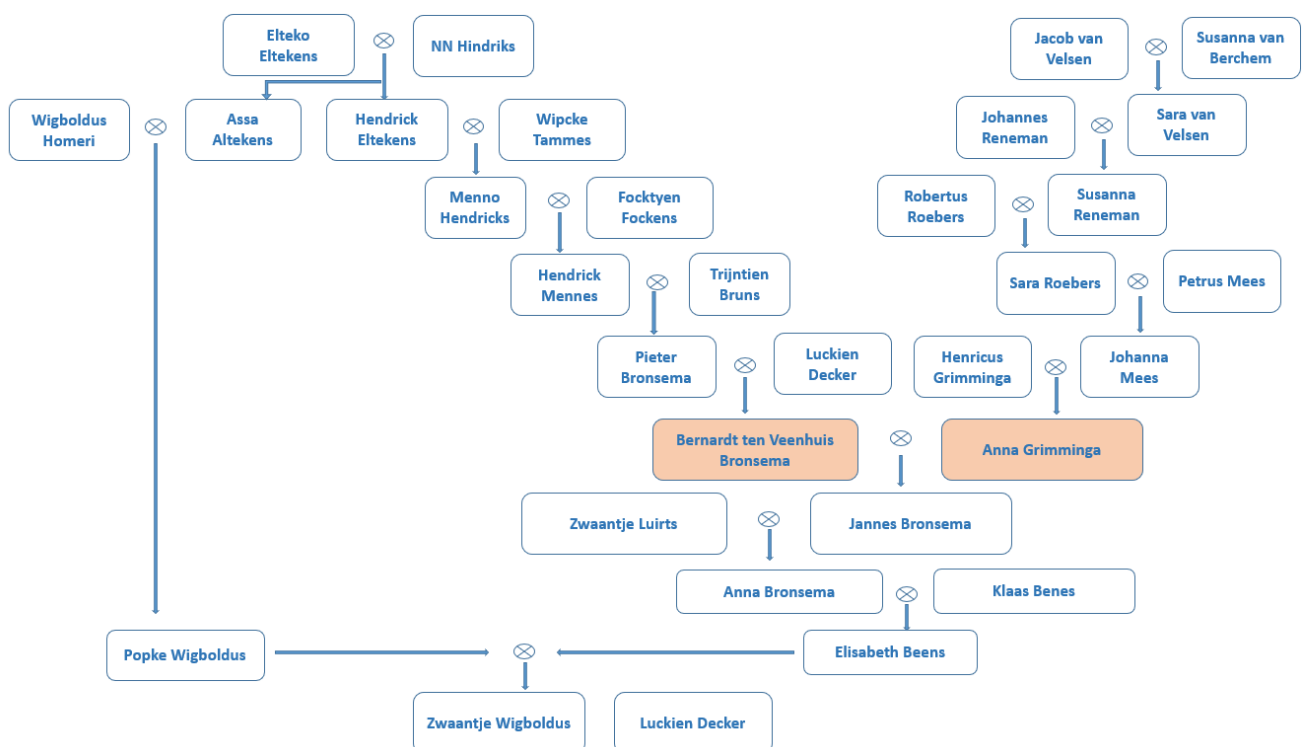 Elteko
Eltekens
NN Hindriks
Jacob van
Velsen
Susanna van
Berchem
Wigboldus
Homeri
Assa
Altekens
Hendrick
Eltekens
Wipcke
Tammes
Johannes
Reneman
Sara van
Velsen
Menno
Hendricks
Focktyen
Fockens
Robertus
Roebers
Susanna
Reneman
Hendrick
Mennes
Trijntien
Bruns
Sara Roebers
Petrus Mees
Pieter
Bronsema
Luckien
Decker
Henricus
Grimminga
Johanna
Mees
Bernardt ten Veenhuis
Bronsema
Anna Grimminga
Zwaantje Luirts
Jannes Bronsema
Anna Bronsema
Klaas Benes
Popke Wigboldus
Elisabeth Beens
Zwaantje Wigboldus
Luckien Decker